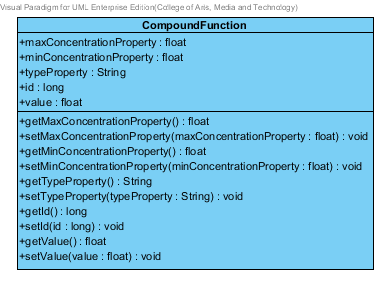 Visual Paradigm for UML Enterprise Edition(College of Arts, Media and Technology)
CompoundFunction
+maxConcentrationProperty : float
+minConcentrationProperty : float
+typeProperty : String
+id : long
+value : float
+getMaxConcentrationProperty() : float
+setMaxConcentrationProperty(maxConcentrationProperty : float) : void
+getMinConcentrationProperty() : float
+setMinConcentrationProperty(minConcentrationProperty : float) : void
+getTypeProperty() : String
+setTypeProperty(typeProperty : String) : void
+getId() : long
+setId(id : long) : void
+getValue() : float
+setValue(value : float) : void